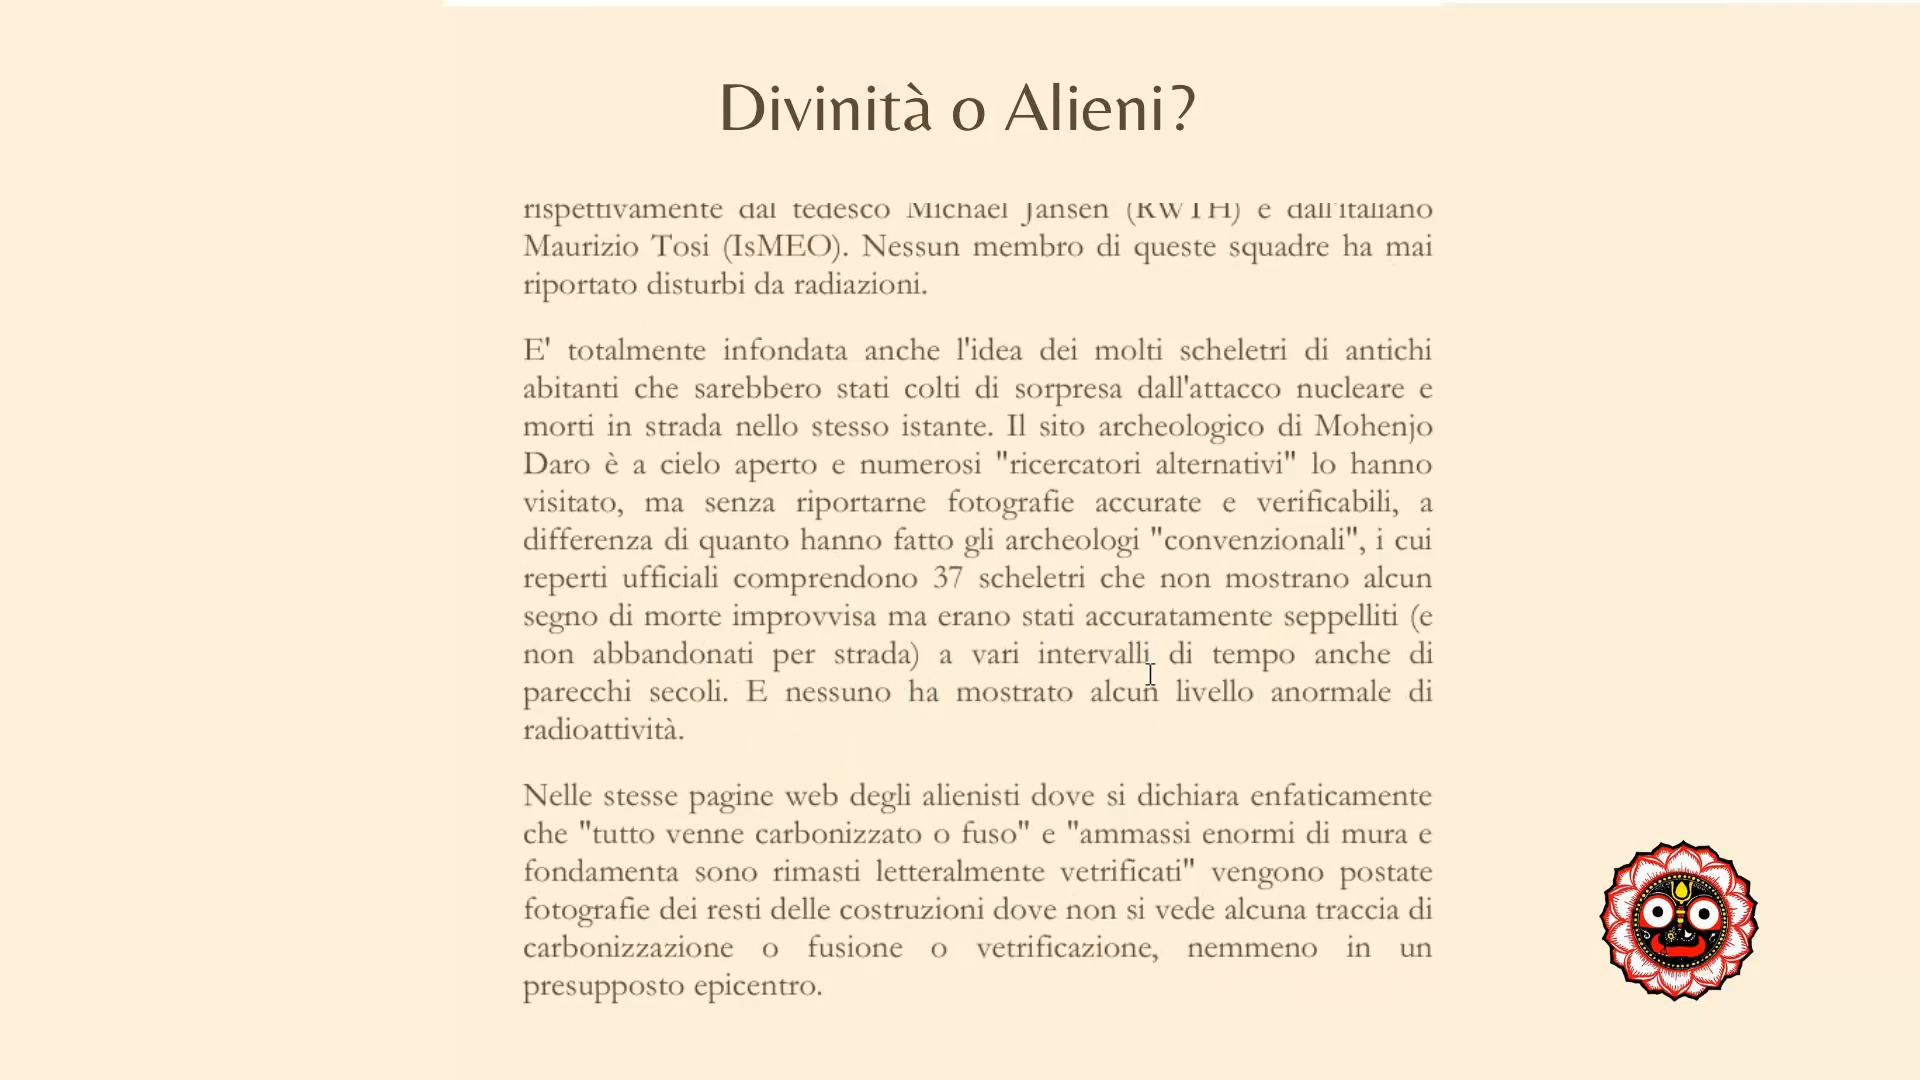 Divinità o Alieni?
rispettivamente dal tedesco Michael Jansen (RWTH) e dall'italiano
Maurizio Tosi (IsMEO). Nessun membro di queste squadre ha mai
riportato disturbi da radiazioni.
E' totalmente infondata anche l'idea dei molti scheletri di antichi
abitanti che sarebbero stati colti di sorpresa dall'attacco nucleare e
morti in strada nello stesso istante. Il sito archeologico di Mohenjo
Daro è a cielo aperto e numerosi "ricercatori alternativi" lo hanno
visitato, ma senza riportarne fotografie accurate e verificabili, a
differenza di quanto hanno fatto gli archeologi "convenzionali", i cui
reperti ufficiali comprendono 37 scheletri che non mostrano alcun
segno di morte improvvisa ma erano stati accuratamente seppelliti (e
non abbandonati per strada) a vari intervalli di tempo anche di
parecchi secoli. E nessuno ha mostrato alcun livello anormale di
radioattività.
Nelle stesse pagine web degli alienisti dove si dichiara enfaticamente
che "tutto venne carbonizzato o fuso" e "ammassi enormi di mura e
fondamenta sono rimasti letteralmente vetrificati" vengono postate
fotografie dei resti delle costruzioni dove non si vede alcuna traccia di
carbonizzazione o fusione o vetrificazione, nemmeno in un
presupposto epicentro.